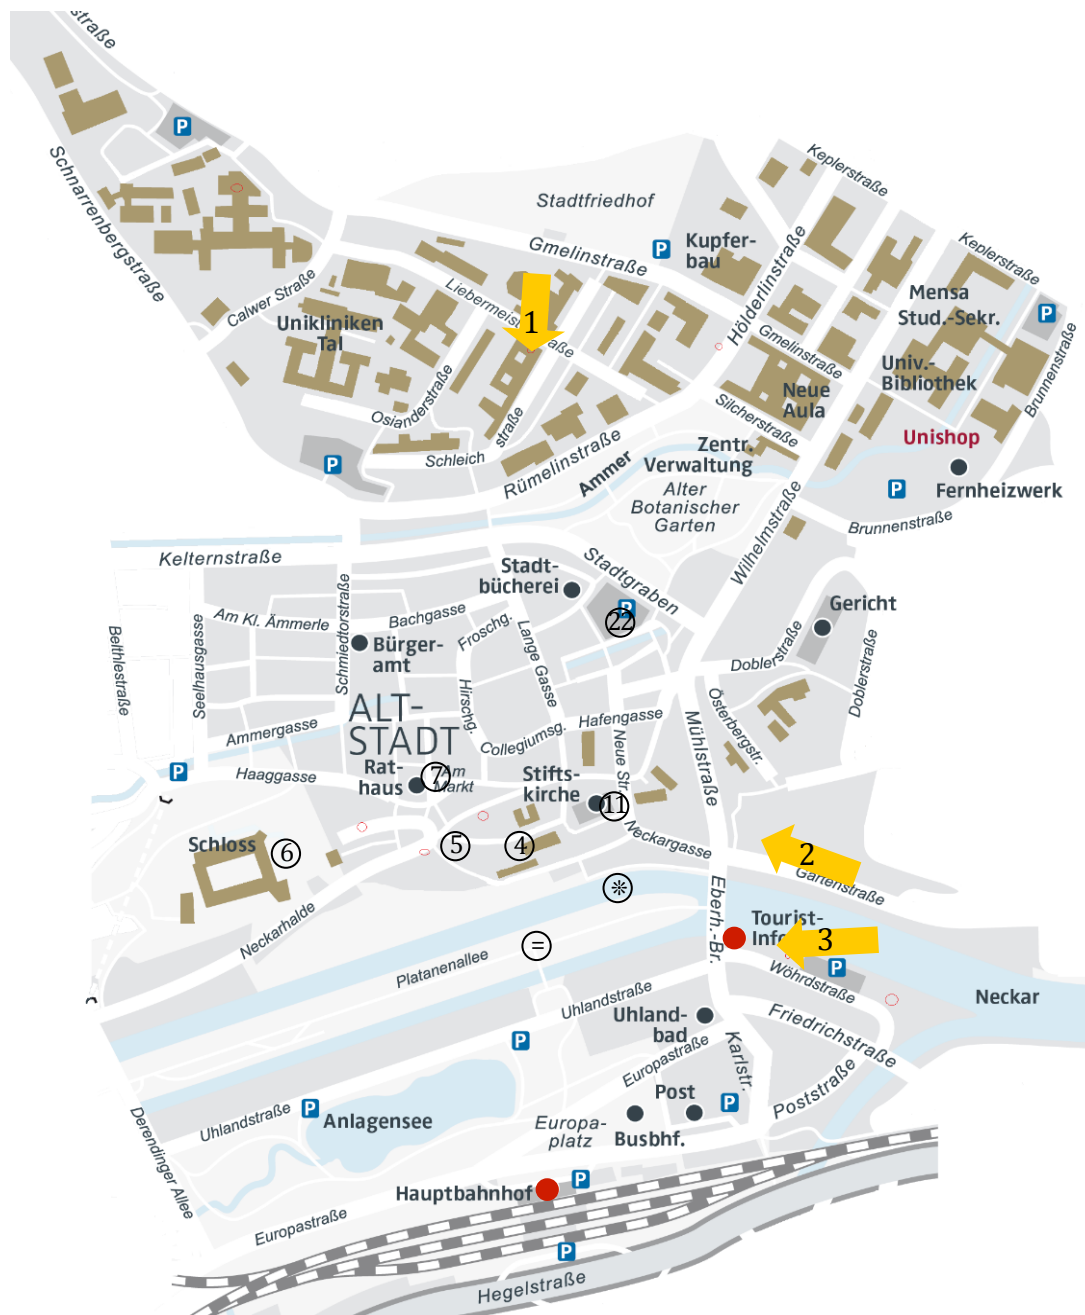 straße
P
Schnarrenbergstraße
Stadtfriedhof
Keplerstraße
P
Kupfer-
bau
Gmelinstraße
Keplerstraße
Hölderlinstraße
Calwer Straße
Liebermeisterstraße
1
Mensa
Stud.-Sekr.
P
Unikliniken
Tal
Gmelinstraße
Univ.-
Bibliothek
Brunnenstraße
Neue
Aula
Osianderstraße
Silcherstraße
straße
Unishop
Schleich
P
Rümelinstraße
Ammer
Zentr.
Verwaltung
Alter
Botanischer
Garten
P
Fernheizwerk
Brunnenstraße
Wilhelmstraße
Kelternstraße
Stadtgraben
Stadt-
bücherei
P
22
Gericht
Am Kl. Ämmerle
Bachgasse
Froschg.
Lange Gasse
Schmiedtorstraße
Bürger-
amt
Belthlestraße
Seelhausgasse
Doblerstraße
Doblerstraße
Hirschg.
ALT-
STADT
Österbergstr.
Mühlstraße
Ammergasse
Collegiumsg.
Hafengasse
Neue Str.
P
Haaggasse
Rat-
haus
7
Am
Markt
Stifts-
kirche
11
Schloss
6
5
4
Neckargasse
2
Gartenstraße
Neckarhalde
Eberh.-Br.
Tourist-
Info
3
P
Platanenallee
=
Wöhrdstraße
Neckar
Uhlandstraße
Uhland-
bad
Friedrichstraße
P
Europastraße
Karlstr.
Poststraße
Post
P
Uhlandstraße
P
Anlagensee
Europa-
platz
Busbhf.
Derendinger Allee
Hauptbahnhof
P
Europastraße
P
Hegelstraße